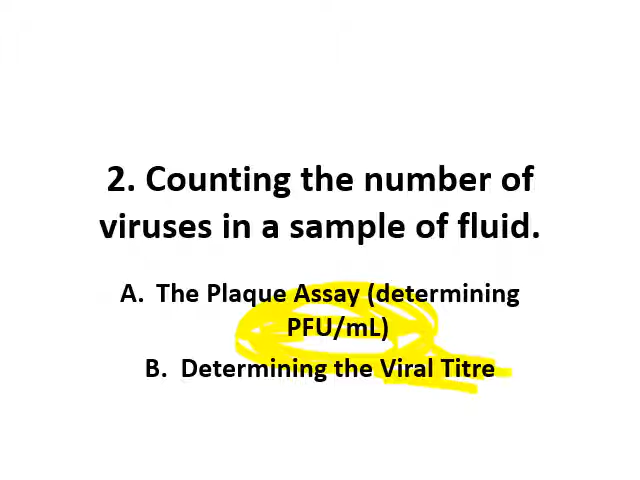 2. Counting the number of
viruses in a sample of fluid.
A. The Plaque Assay (determining
PFU/mL)
B. Determining the Viral Titre